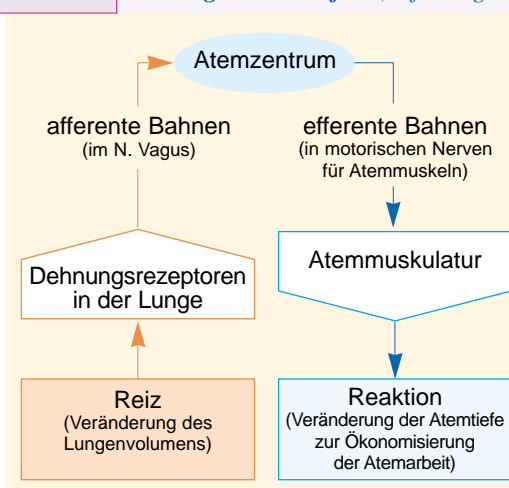 Atemzentrum
afferente Bahnen
(im N. Vagus)
efferente Bahnen
(in motorischen Nerven
für Atemmuskeln)
Dehnungsrezeptoren
in der Lunge
Atemmuskulatur
Reiz
(Veränderung des
Lungenvolumens)
Reaktion
(Veränderung der Atemtiefe
zur Ökonomisierung
der Atemarbeit)